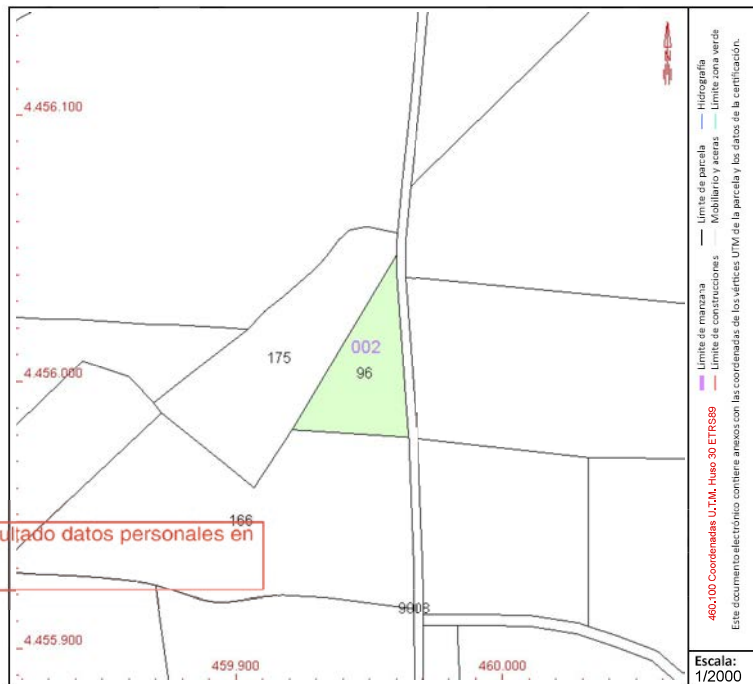 4.456.100
002
175
96
4.456.000
166
ultado datos personales en
9008
4.455.900
459.900
460.000
N
460.100 Coordenadas U.T.M. Huso 30 ETRS89
Límite de manzana
Límite de parcela
Hidrografía
Límite de construcciones
Mobiliario y aceras
Límite zona verde
Este documento electrónico contiene anexos con las coordenadas de los vértices UTM de la parcela y los datos de la certificación.
Escala:
1/2000